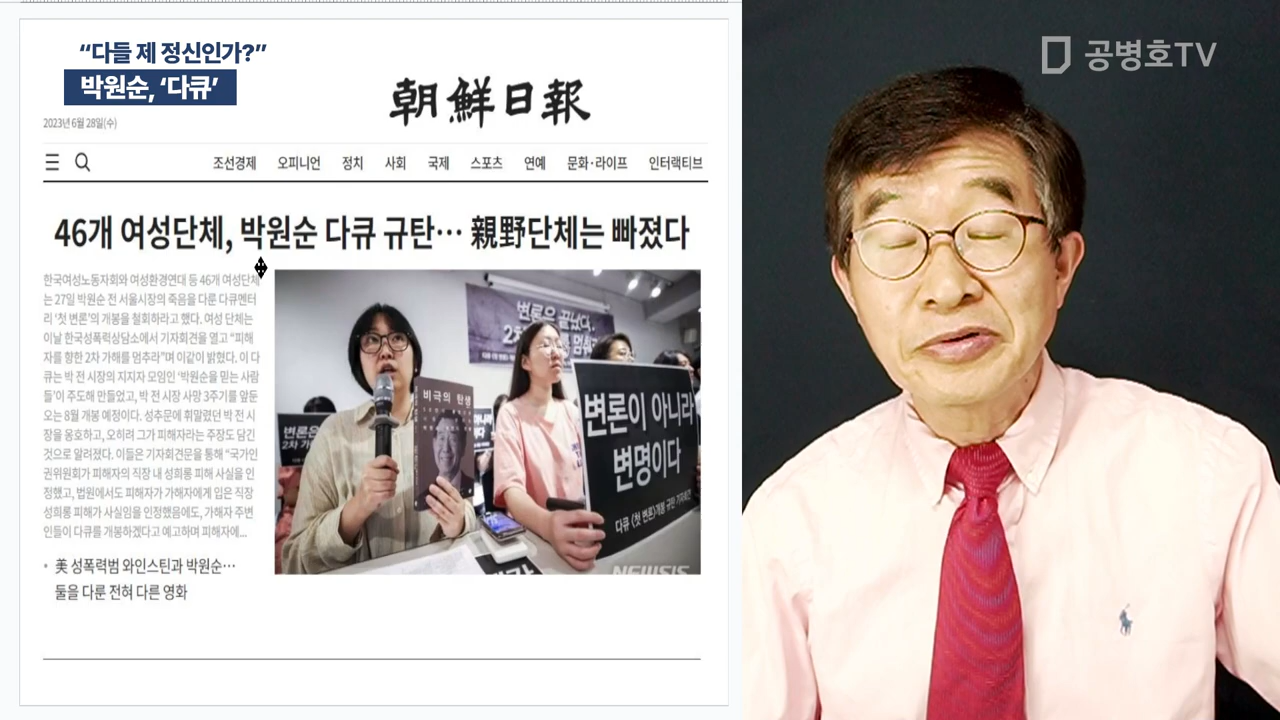 “다들 제 정신인가?”
박원순, ‘다큐’
공병호TV
朝鮮日報
2023년 6월 28일(수)
조선경제 오피니언 정치 사회 국제 스포츠 연예 문화·라이프 인터랙티브
46개 여성단체, 박원순 다큐 규탄… 親野단체는 빠졌다
한국여성노동자회와 여성환경연대 등 46개 여성단체
는 27일 박원순 전 서울시장의 죽음을 다룬 다큐멘터
리 ‘첫 변론’의 개봉을 철회하라고 했다. 여성 단체는
이날 한국성폭력상담소에서 기자회견을 열고 “피해
자를 향한 2차 가해를 멈추라”며 이같이 밝혔다. 이 다
큐는 박 전 시장의 지지자 모임인 ‘박원순을 믿는 사람
들’이 주도해 만들었고, 박 전 시장 사망 3주기를 앞둔
오는 8월 개봉 예정이다. 성추문에 휘말렸던 박 전 시
장을 옹호하고, 오히려 그가 피해자라는 주장도 담긴
것으로 알려졌다. 이들은 기자회견문을 통해 “국가인
권위원회가 피해자의 직장 내 성희롱 피해 사실을 인
정했고, 법원에서도 피해자가 가해자에게 입은 직장
성희롱 피해가 사실임을 인정했음에도, 가해자 주변
인들이 다큐를 개봉하겠다고 예고하며 피해자에...
• 美 성폭력범 와인스틴과 박원순…
둘을 다룬 전혀 다른 영화
변론은 끝났다.
2차 멈춰
변론은
2차 가
비극의 탄생
변론이 아니라
변명이다
다큐 <첫 변론> 개봉 규탄 기자회견
NEWSIS